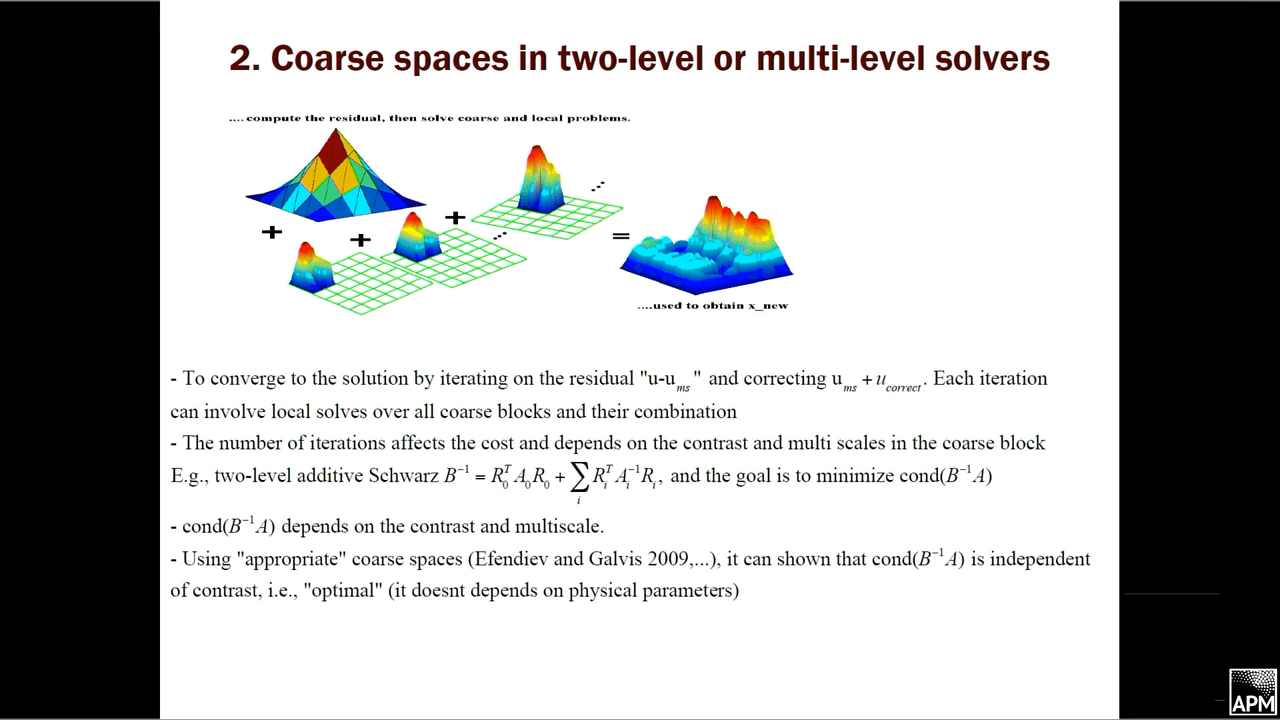 2. Coarse spaces in two-level or multi-level solvers
.... compute the residual, then solve coarse and local problems.
+
+
+
=
....used to obtain x_new
- To converge to the solution by iterating on the residual "u-u_ms" and correcting u_ms + u_correct. Each iteration
can involve local solves over all coarse blocks and their combination
- The number of iterations affects the cost and depends on the contrast and multi scales in the coarse block
E.g., two-level additive Schwarz B^{-1} = R_0^T A_0 R_0 + ∑_i R_i^T A_i^{-1} R_i, and the goal is to minimize cond(B^{-1}A)
- cond(B^{-1}A) depends on the contrast and multiscale.
- Using "appropriate" coarse spaces (Efendiev and Galvis 2009,...), it can shown that cond(B^{-1}A) is independent
of contrast, i.e., "optimal" (it doesnt depends on physical parameters)
APM